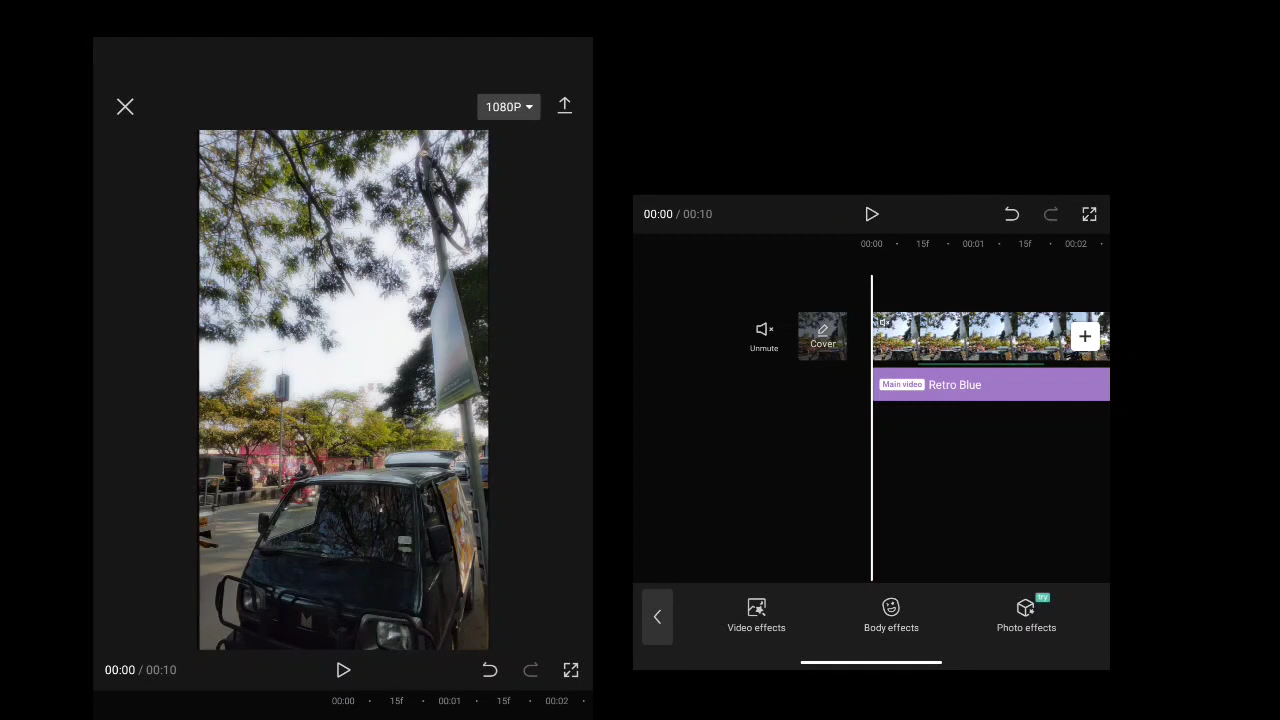 1080P
00:00 / 00:10
00:00 15f 00:01 15f 00:02
00:00 / 00:10
00:00 15f 00:01 15f 00:02
Unmute
Cover
Main video Retro Blue
Video effects
Body effects
try
Photo effects